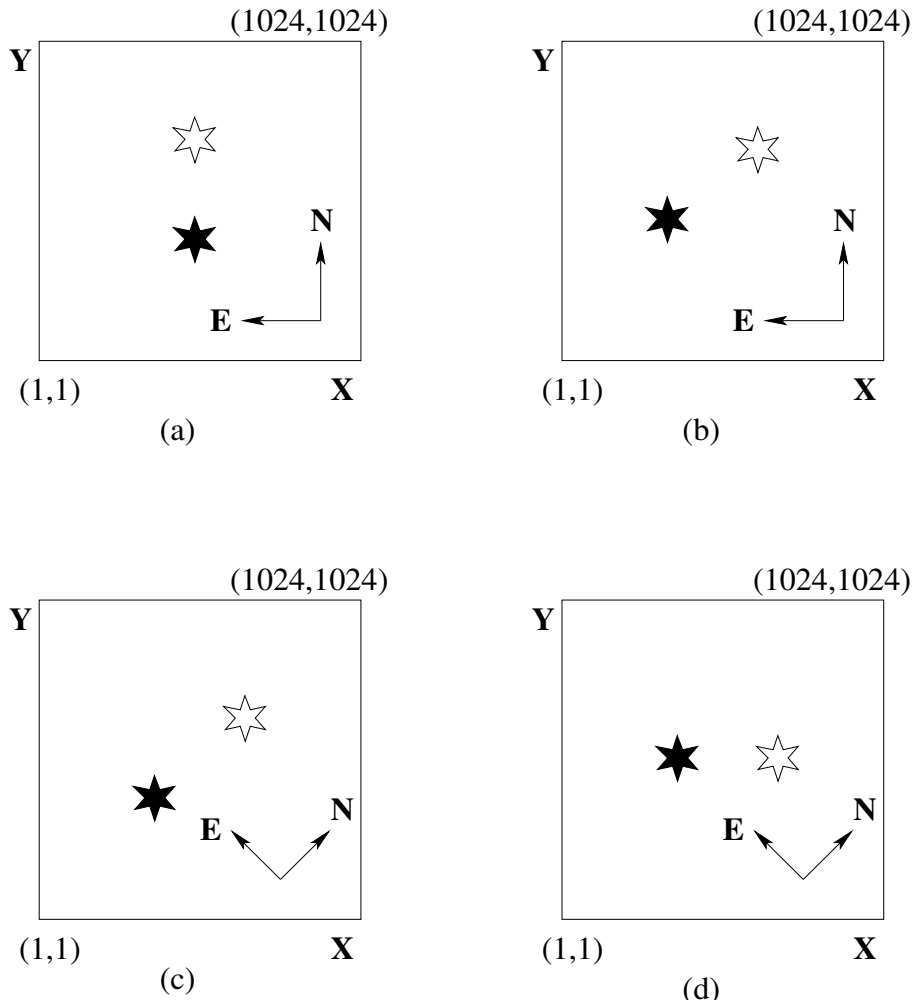 (1024,1024) (1024,1024)
Y Y
N N
E E
(1,1) X (1,1) X
(a) (b)
(1024,1024) (1024,1024)
Y Y
E N E N
(1,1) X (1,1) X
(c) (d)